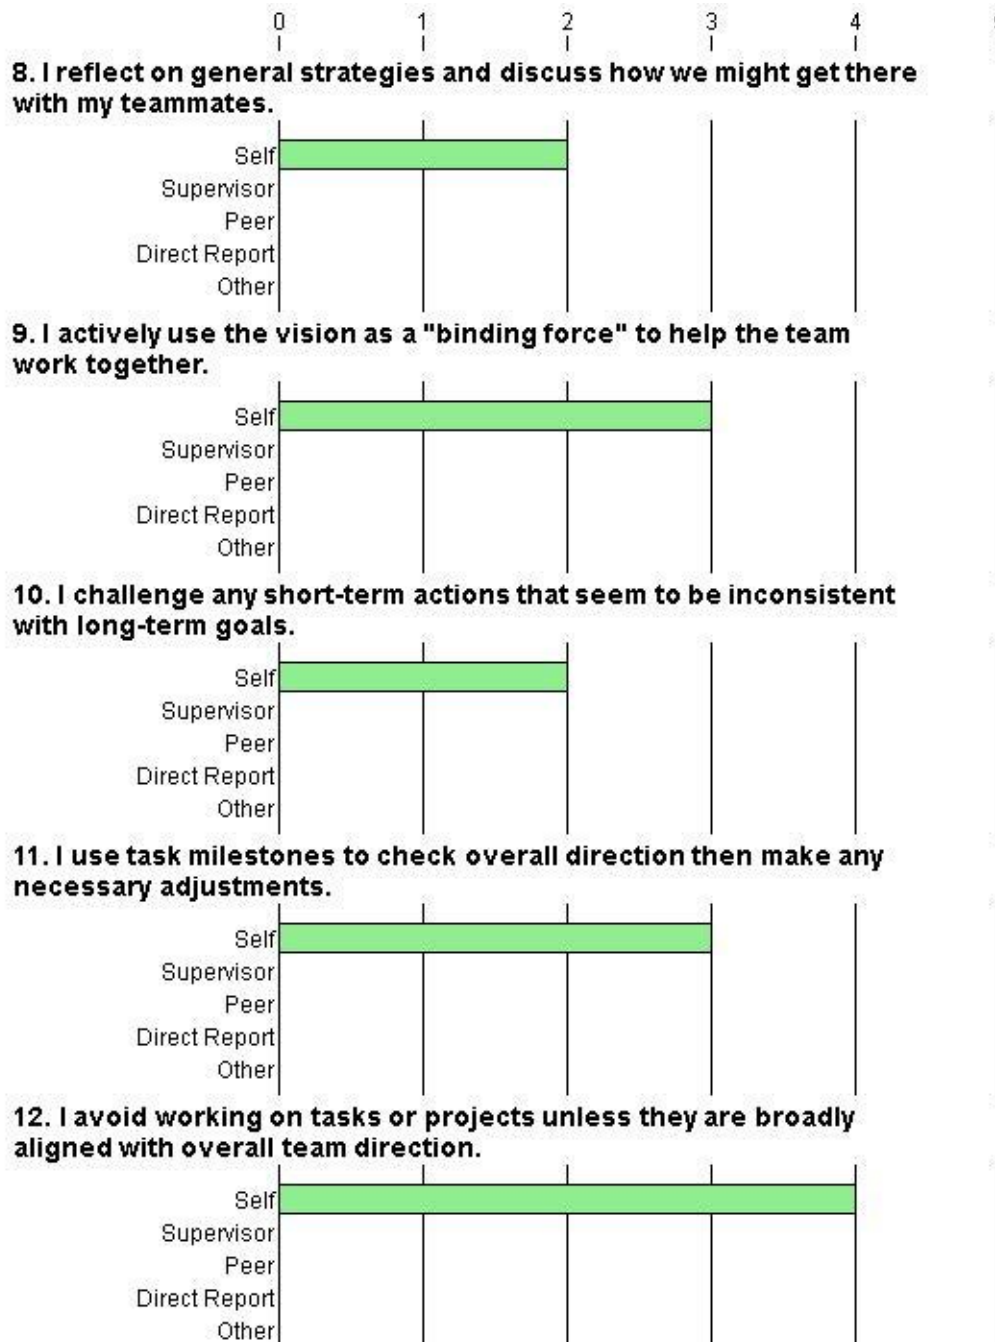 0 1 2 3 4
8. I reflect on general strategies and discuss how we might get there
with my teammates.
Self
Supervisor
Peer
Direct Report
Other
9. I actively use the vision as a "binding force" to help the team
work together.
Self
Supervisor
Peer
Direct Report
Other
10. I challenge any short-term actions that seem to be inconsistent
with long-term goals.
Self
Supervisor
Peer
Direct Report
Other
11. I use task milestones to check overall direction then make any
necessary adjustments.
Self
Supervisor
Peer
Direct Report
Other
12. I avoid working on tasks or projects unless they are broadly
aligned with overall team direction.
Self
Supervisor
Peer
Direct Report
Other